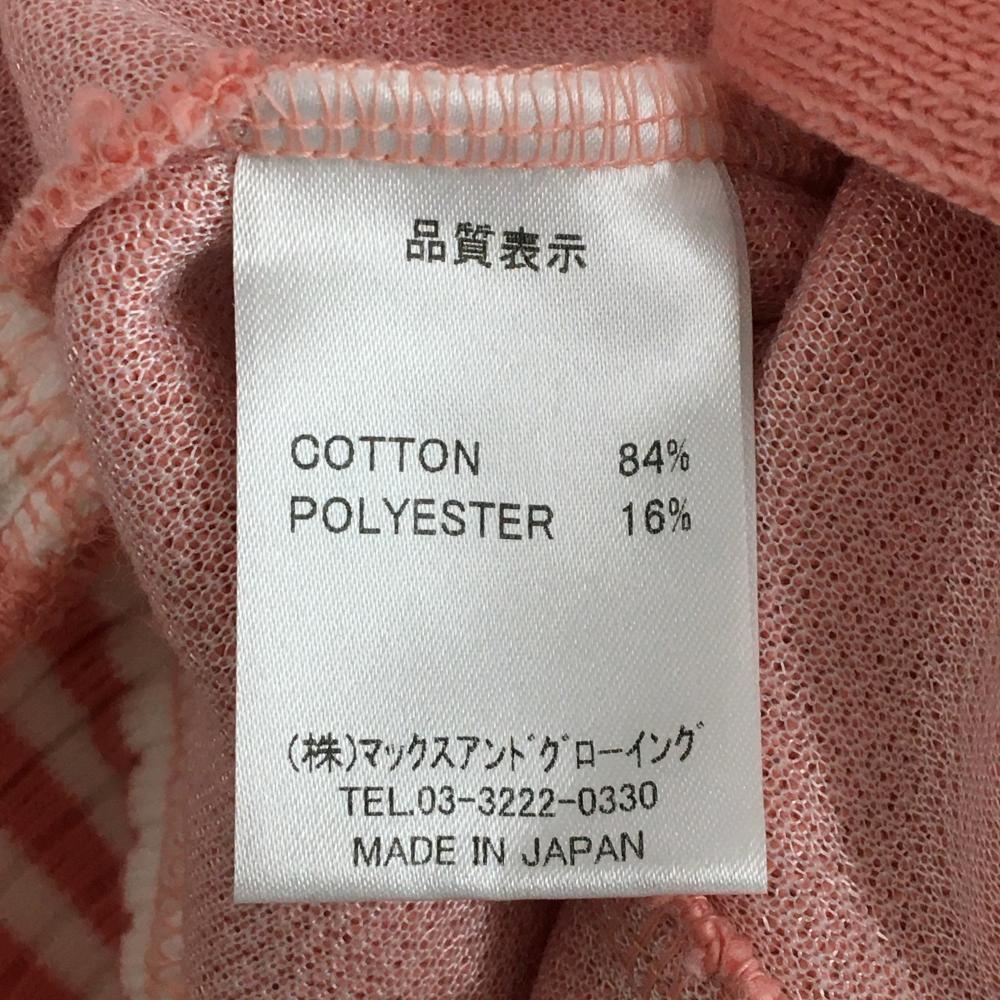 品質表示
COTTON 84%
POLYESTER 16%
(株)マックスアンドグローイング
TEL.03-3222-0330
MADE IN JAPAN